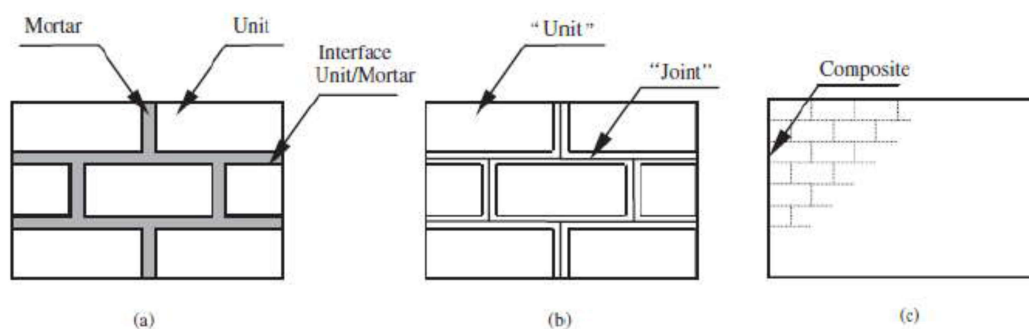 Mortar
Unit
Interface
Unit/Mortar
"Unit"
"Joint"
Composite
(a)
(b)
(c)